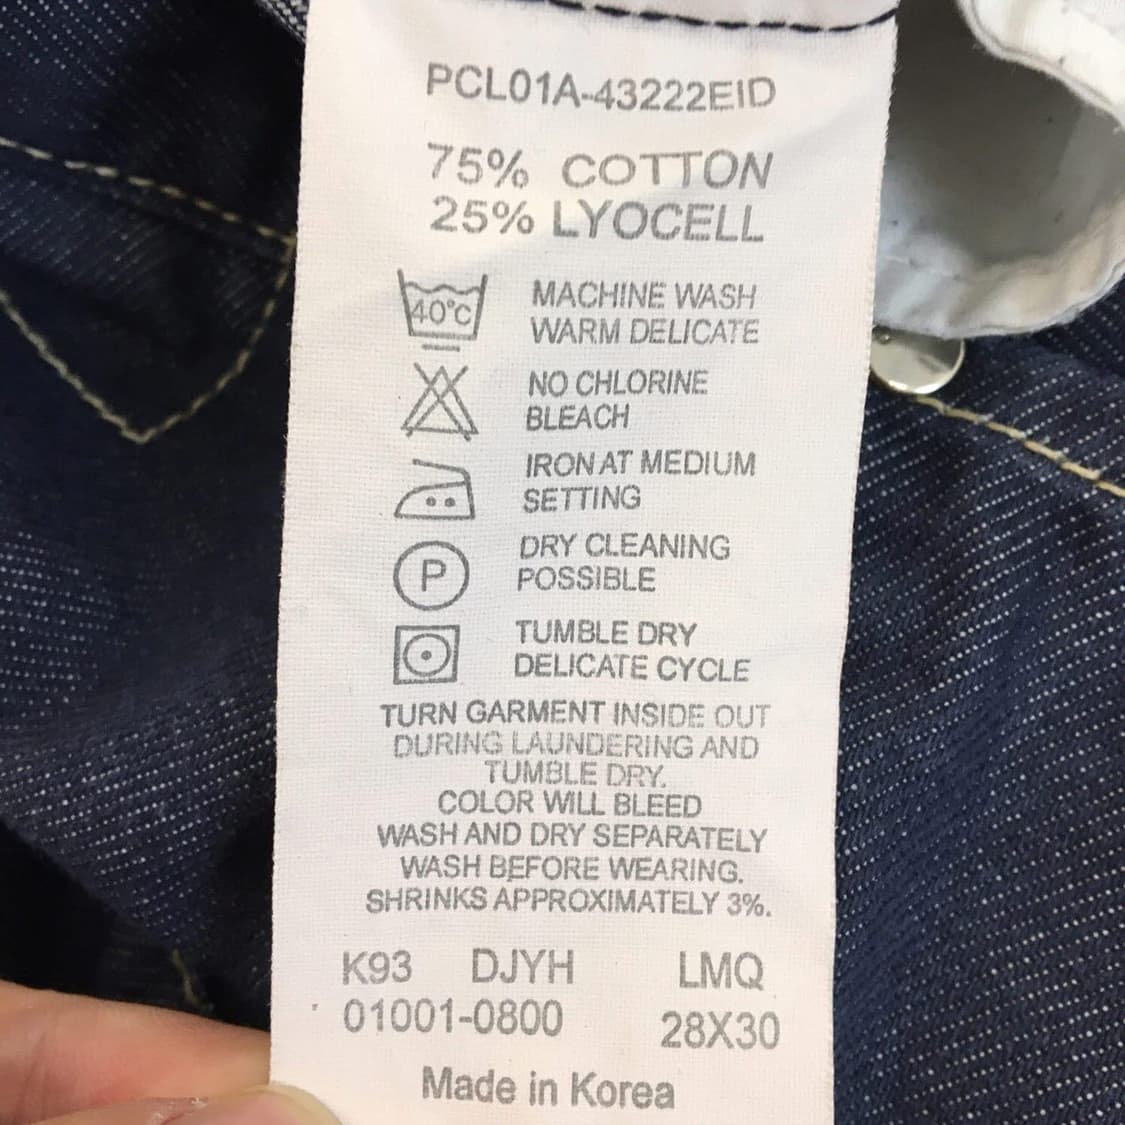 PCL01A-43222EID
75% COTTON
25% LYOCELL
40°C
MACHINE WASH
WARM DELICATE
NO CHLORINE
BLEACH
IRON AT MEDIUM
SETTING
P
DRY CLEANING
POSSIBLE
TUMBLE DRY
DELICATE CYCLE
TURN GARMENT INSIDE OUT
DURING LAUNDERING AND
TUMBLE DRY.
COLOR WILL BLEED
WASH AND DRY SEPARATELY
WASH BEFORE WEARING.
SHRINKS APPROXIMATELY 3%.
K93 DJYH LMQ
01001-0800 28X30
Made in Korea